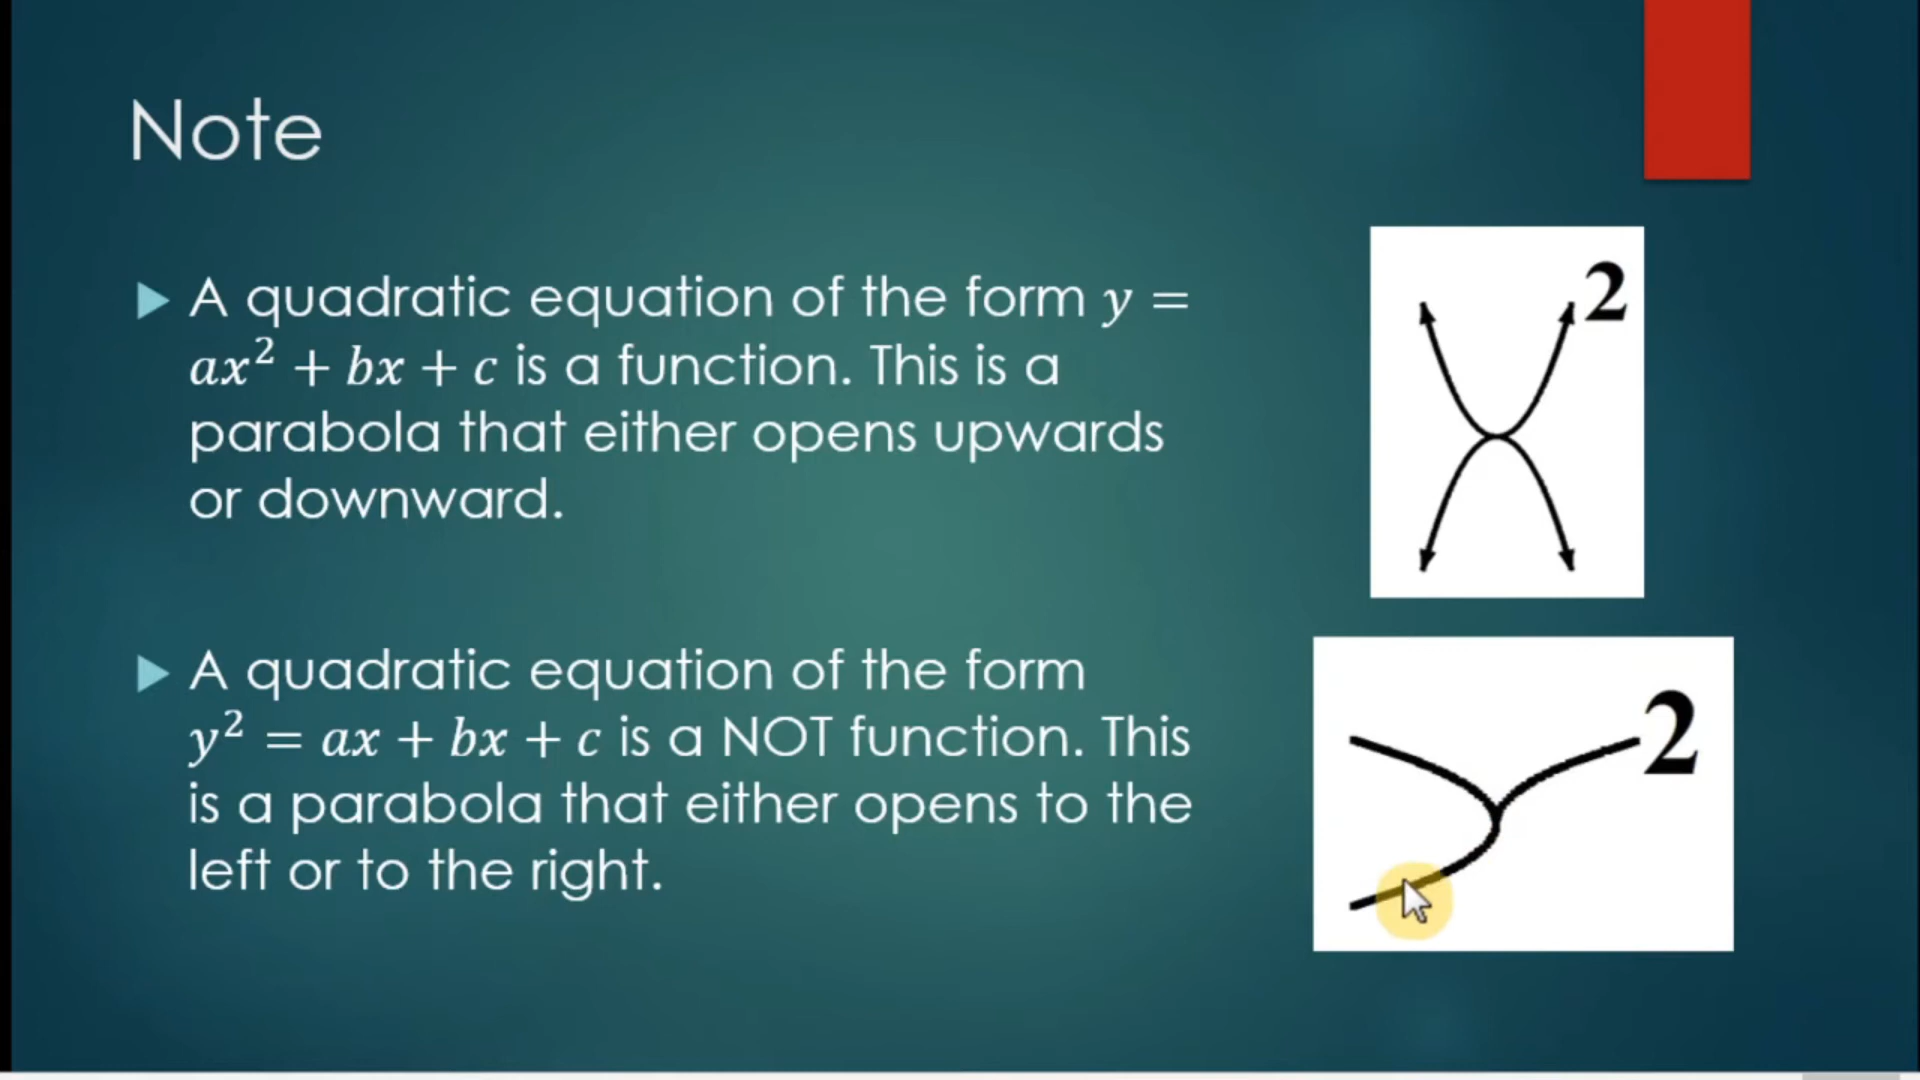 Note
A quadratic equation of the form y =
ax² + bx + c is a function. This is a
parabola that either opens upwards
or downward.
2
A quadratic equation of the form
y² = ax + bx + c is a NOT function. This
is a parabola that either opens to the
left or to the right.
2